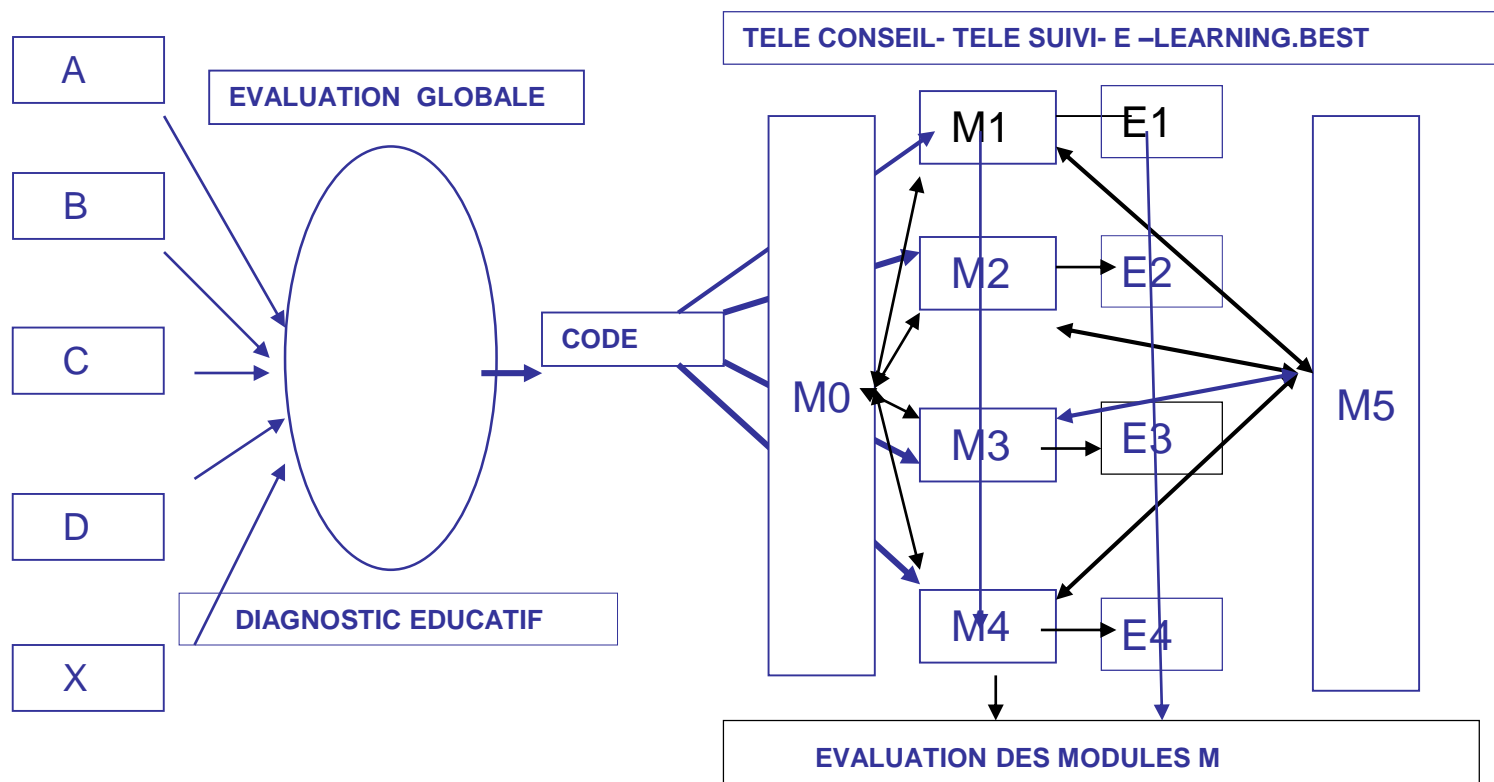 TELE CONSEIL- TELE SUIVI- E –LEARNING.BEST
A
EVALUATION  GLOBALE
B
C
D
X
DIAGNOSTIC EDUCATIF
CODE
M0
M1
E1
M2
E2
M3
E3
M4
E4
M5
EVALUATION DES MODULES M